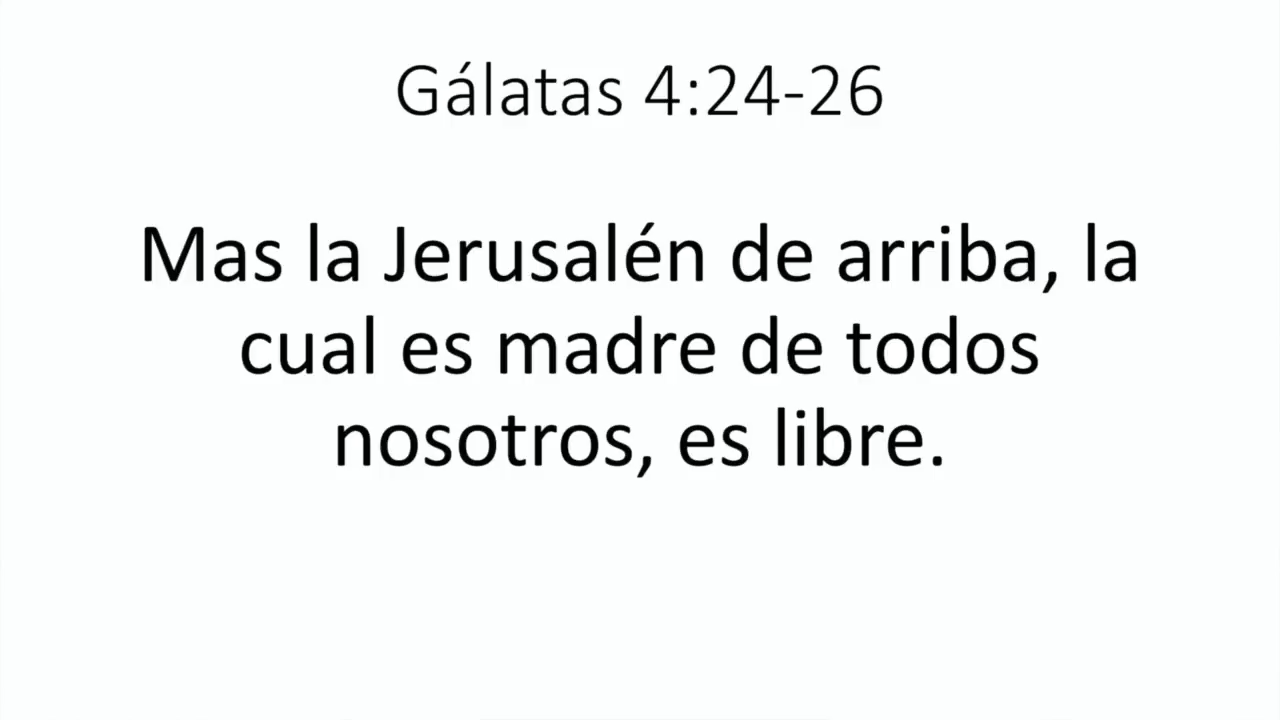 Gálatas 4:24-26
Mas la Jerusalén de arriba, la
cual es madre de todos
nosotros, es libre.